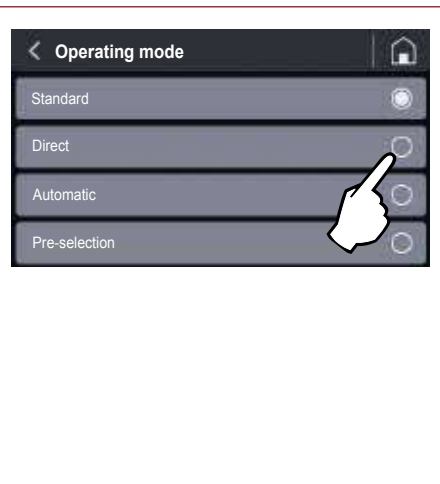 Operating mode
Standard
Direct
Automatic
Pre-selection